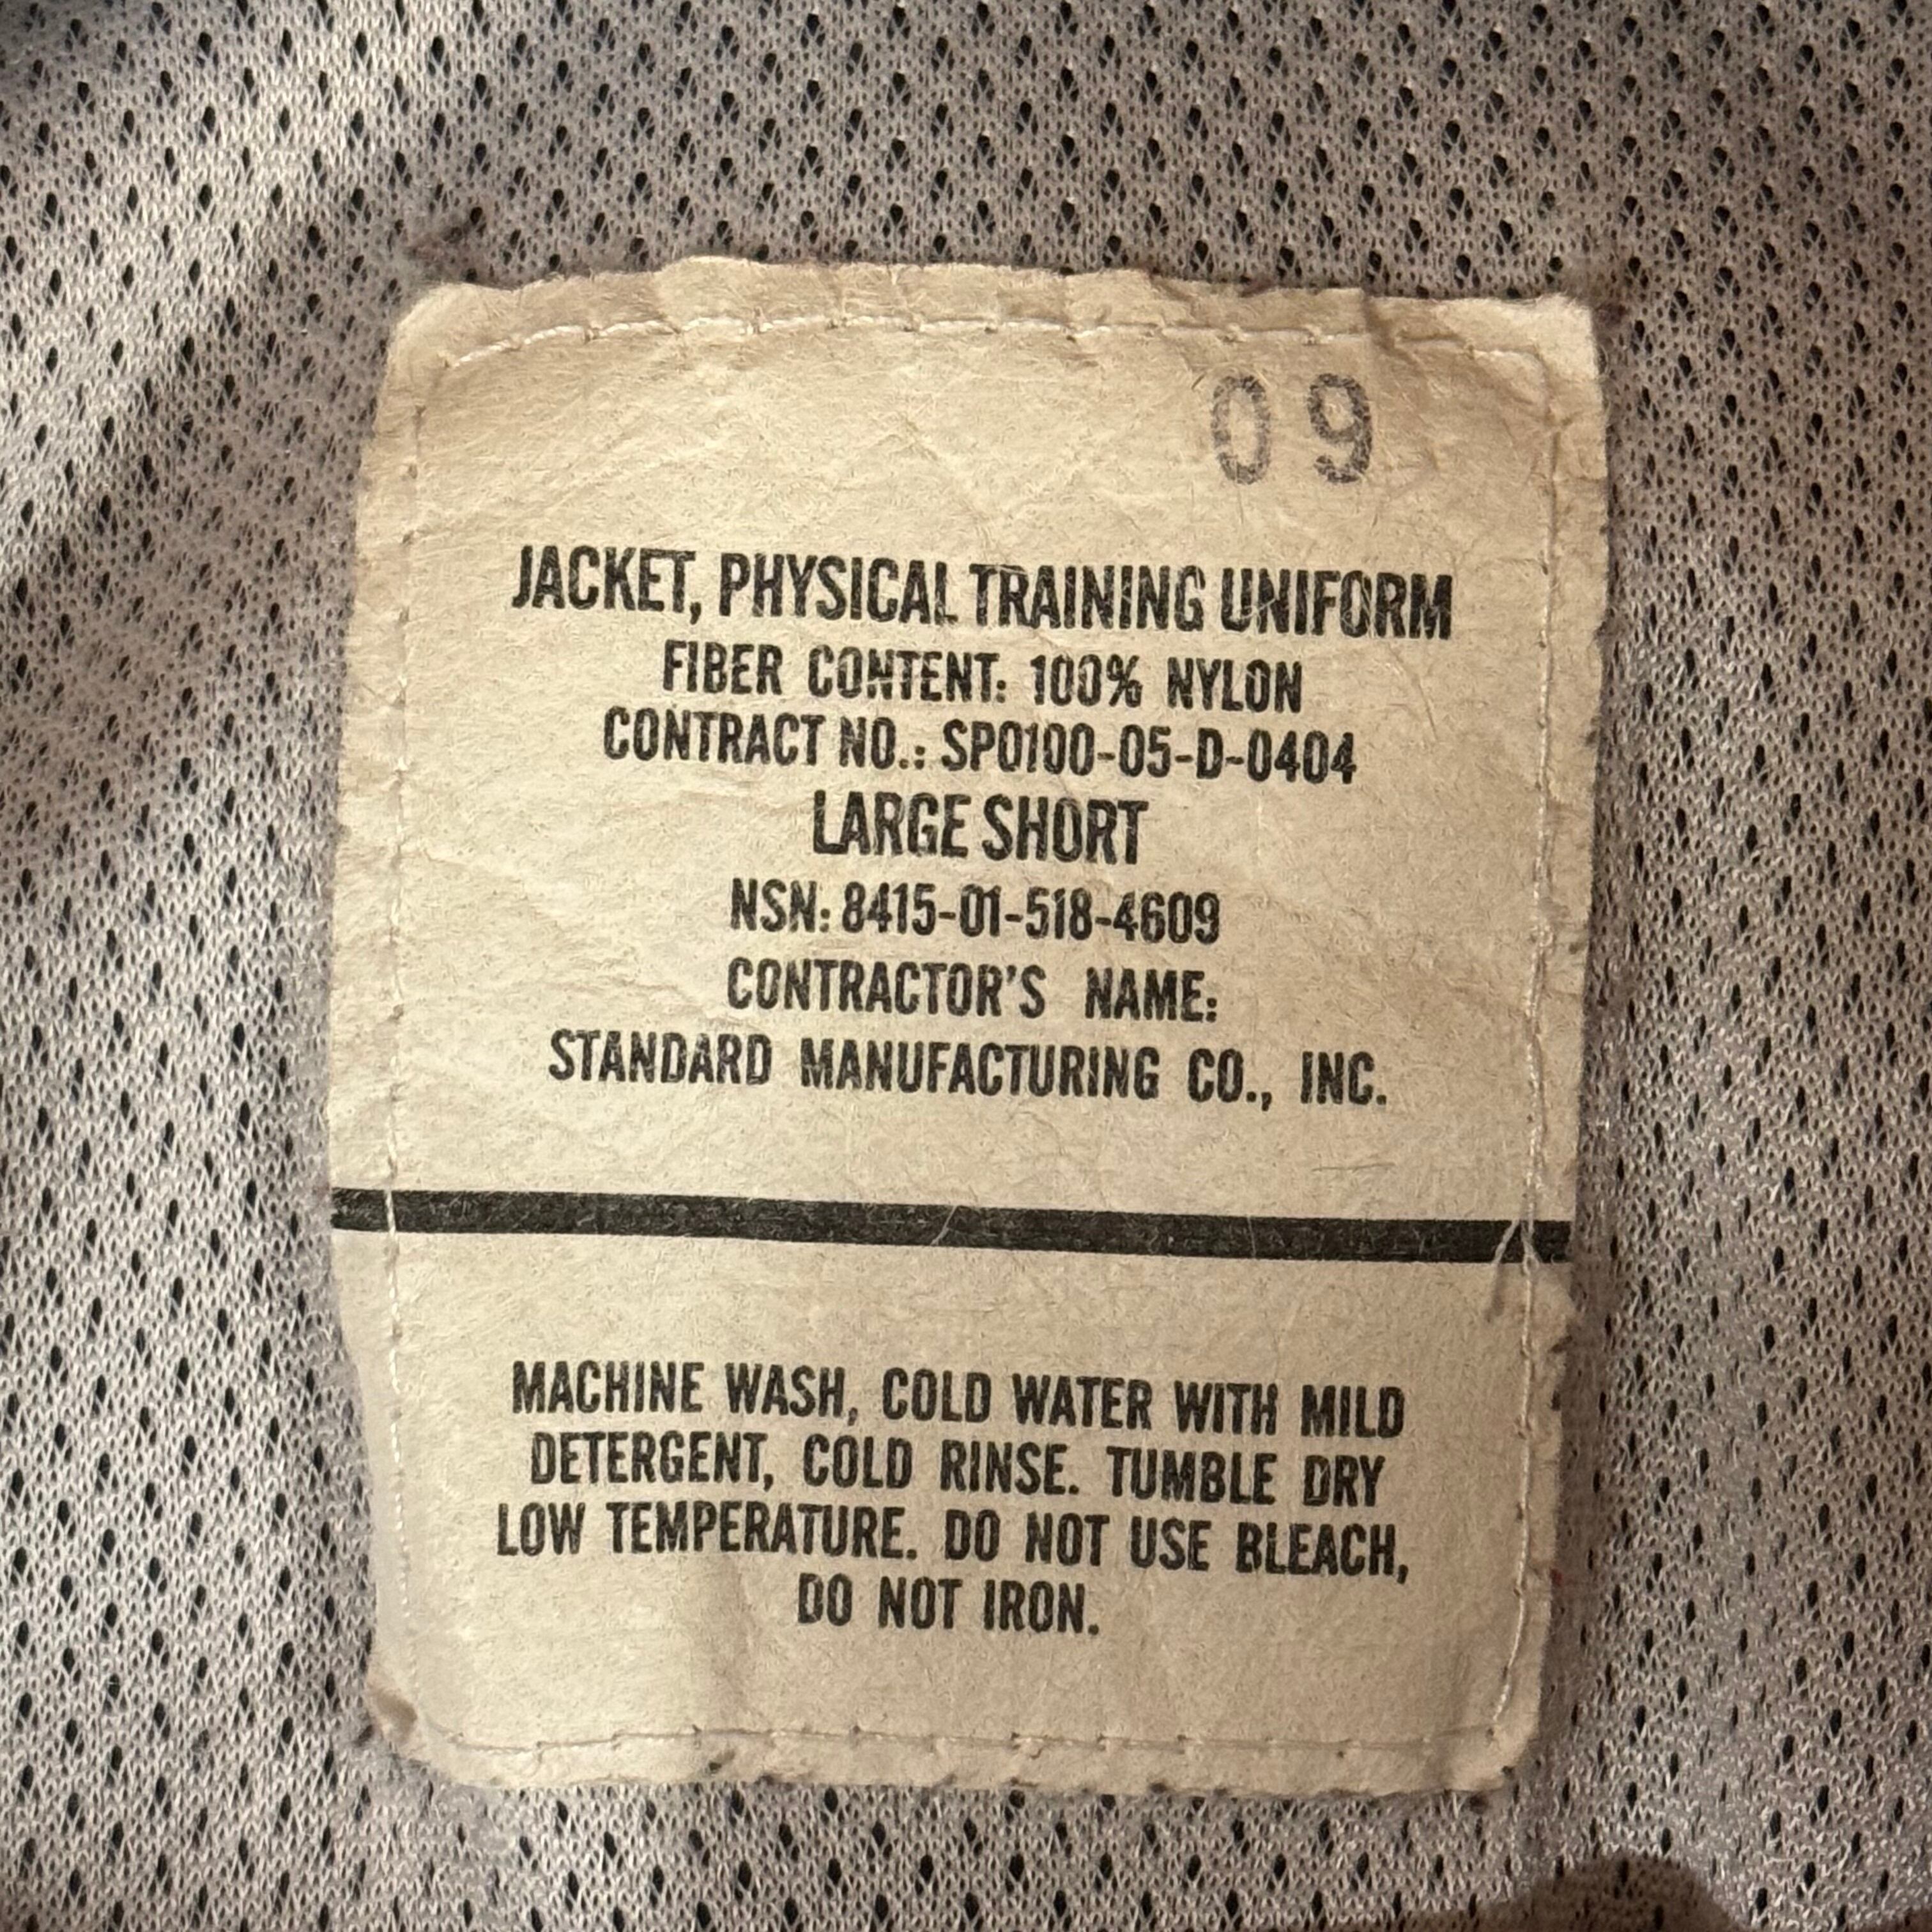 09
JACKET, PHYSICAL TRAINING UNIFORM
FIBER CONTENT: 100% NYLON
CONTRACT NO.: SP0100-05-D-0404
LARGE SHORT
NSN: 8415-01-518-4609
CONTRACTOR'S NAME:
STANDARD MANUFACTURING CO., INC.
MACHINE WASH, COLD WATER WITH MILD
DETERGENT, COLD RINSE. TUMBLE DRY
LOW TEMPERATURE. DO NOT USE BLEACH,
DO NOT IRON.